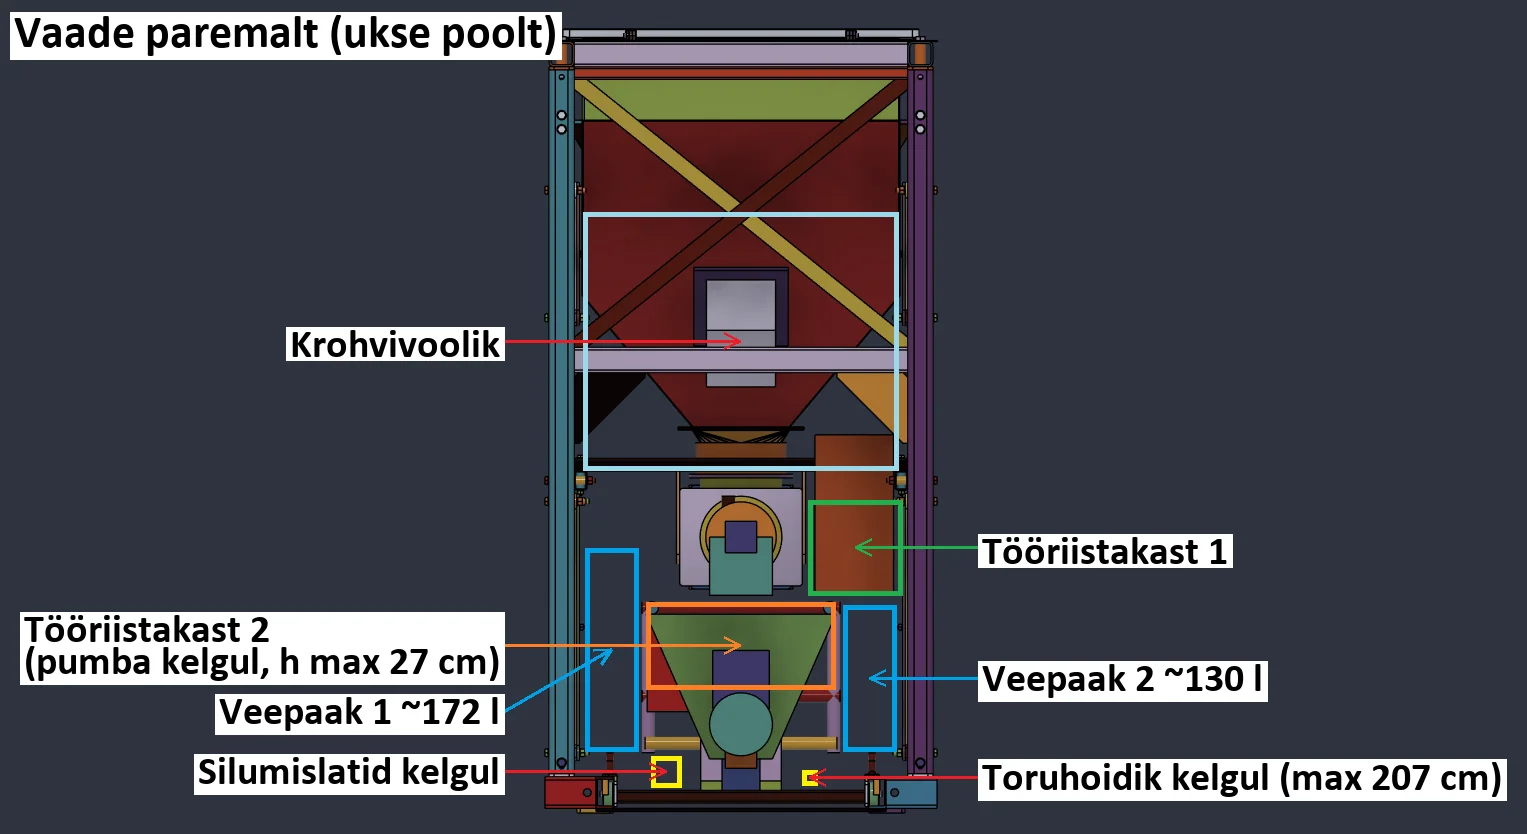 Vaade paremalt (ukse poolt)
Krohvivoolik
Tööriistakast 1
Tööriistakast 2
(pumba kelgul, h max 27 cm)
Veepaak 2 ~130 l
Veepaak 1 ~172 l
Silumislatid kelgul
Toruhoidik kelgul (max 207 cm)